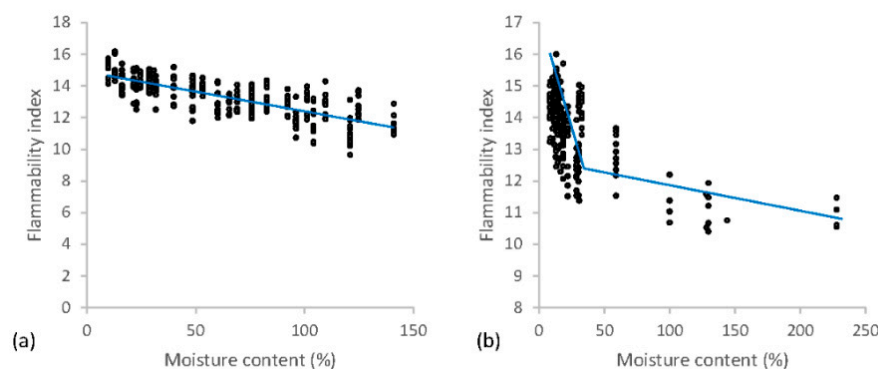 18
16
14
12
10
8
6
4
2
0
Flammability index
0 50 100 150
Moisture content (%)
(a)
17
16
15
14
13
12
11
10
9
8
Flammability index
0 50 100 150 200 250
Moisture content (%)
(b)